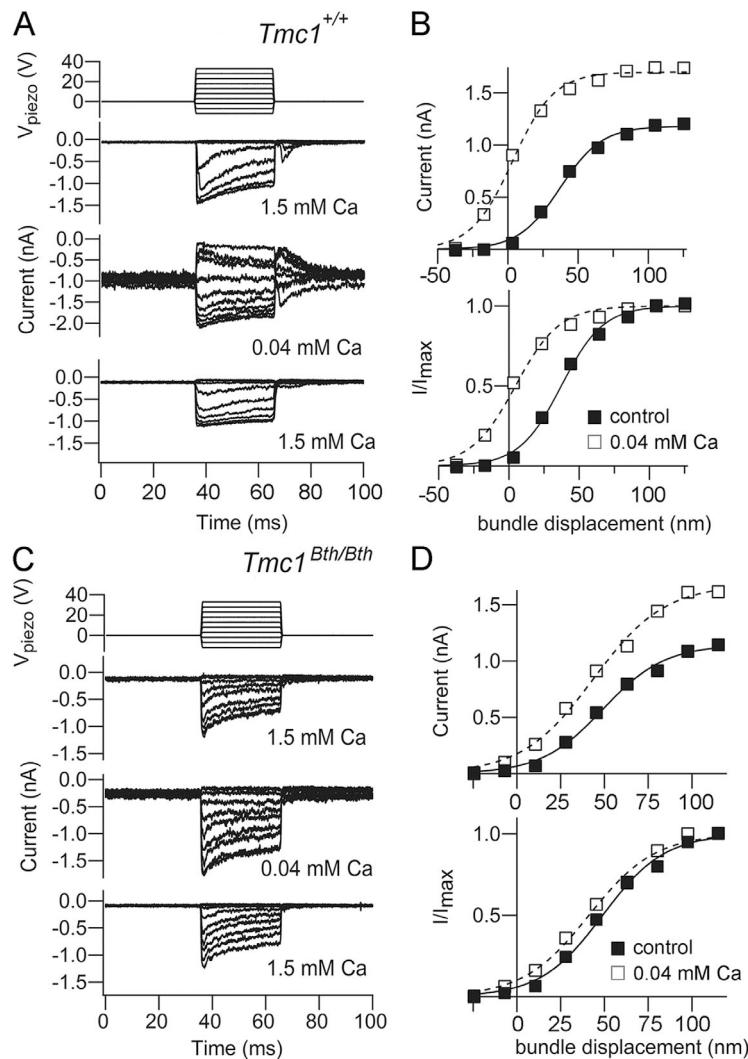 A
Tmc1+/+
V piezo (V)
40
20
0
0.0
-0.5
-1.0
-1.5
1.5 mM Ca
Current (nA)
0.0
-0.5
-1.0
-1.5
-2.0
0.04 mM Ca
0.0
-0.5
-1.0
-1.5
1.5 mM Ca
0 20 40 60 80 100
Time (ms)
B
Current (nA)
1.5
1.0
0.5
-50 0 50 100
I/Imax
1.0
0.5
control
0.04 mM Ca
-50 0 50 100
bundle displacement (nm)
C
Tmc1 Bth/Bth
V piezo (V)
40
20
0
0.0
-0.5
-1.0
-1.5
1.5 mM Ca
Current (nA)
0.0
-0.5
-1.0
-1.5
0.04 mM Ca
0.0
-0.5
-1.0
-1.5
1.5 mM Ca
0 20 40 60 80 100
Time (ms)
D
Current (nA)
1.5
1.0
0.5
0 25 50 75 100
I/Imax
1.0
0.5
control
0.04 mM Ca
0 25 50 75 100
bundle displacement (nm)